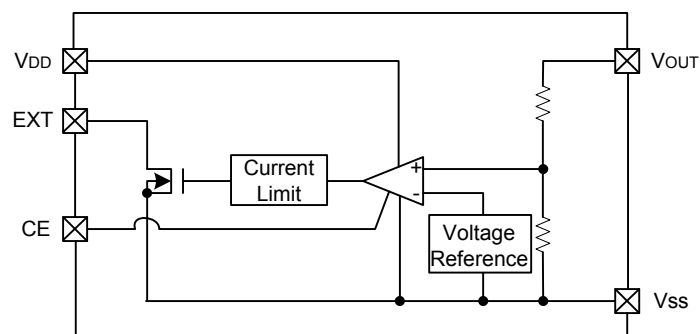 VDD
VOUT
EXT
Current
Limit
+
-
CE
Voltage
Reference
Vss